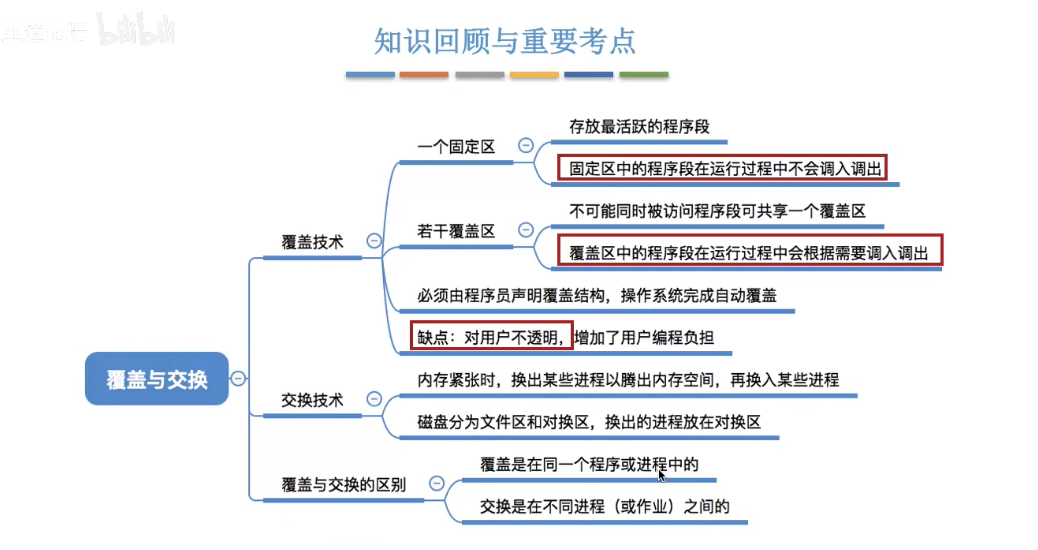 bilibili
知识回顾与重要考点
存放最活跃的程序段
一个固定区
固定区中的程序段在运行过程中不会调入调出
不可能同时被访问程序段可共享一个覆盖区
若干覆盖区
覆盖技术
覆盖区中的程序段在运行过程中会根据需要调入调出
必须由程序员声明覆盖结构，操作系统完成自动覆盖
缺点：对用户不透明，增加了用户编程负担
覆盖与交换
内存紧张时，换出某些进程以腾出内存空间，再换入某些进程
交换技术
磁盘分为文件区和对换区，换出的进程放在对换区
覆盖是在同一个程序或进程中的
覆盖与交换的区别
交换是在不同进程（或作业）之间的